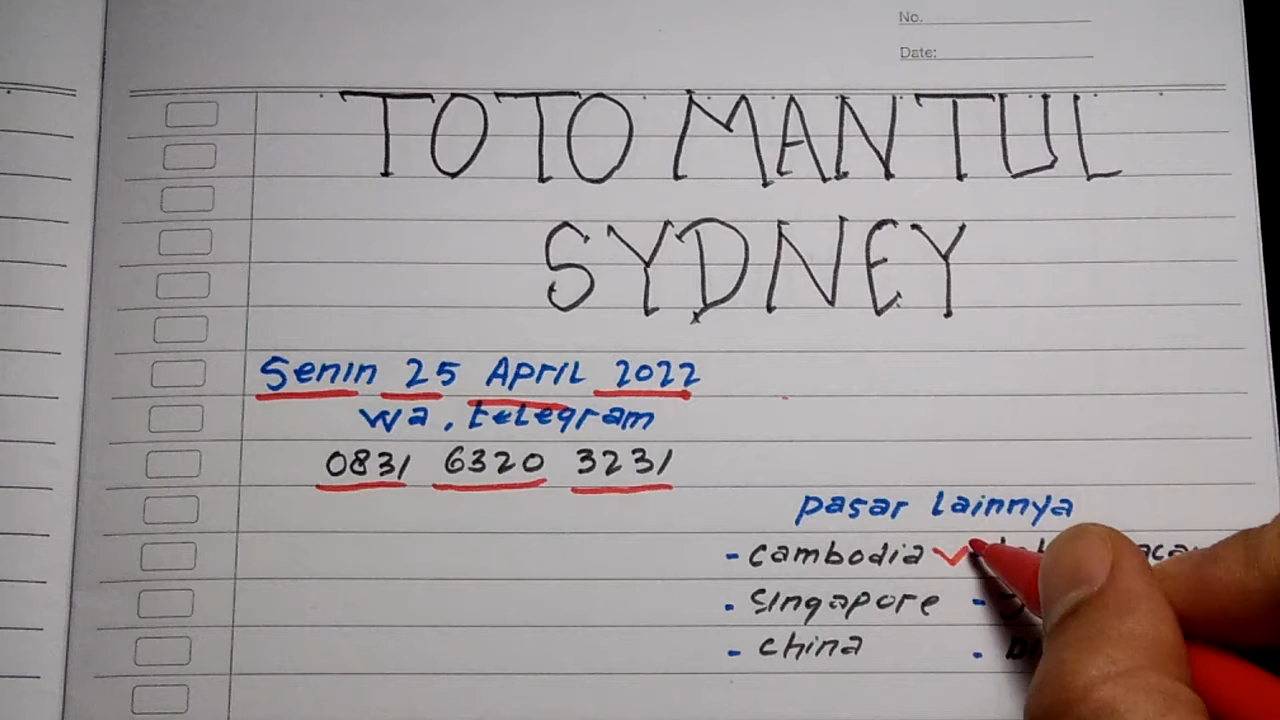 No.
Date:
TOTO MANTUL
SYDNEY
Senin 25 April 2022
wa, telegram
0831 6320 3231
pasar lainnya
- cambodia
- singapore
- china